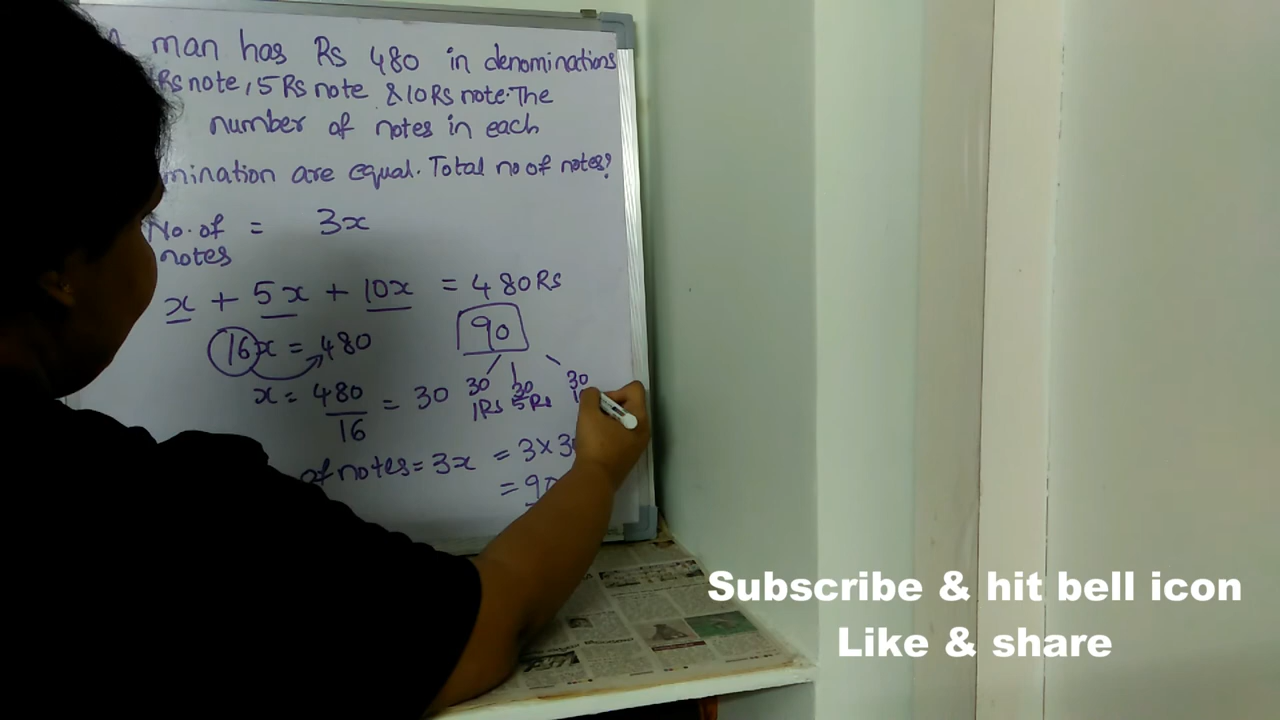 man has Rs 480 in denominations
Rs note, 5 Rs note & 10 Rs note. The
number of notes in each
mination are equal. Total no of notes?
No. of = 3x
notes
x + 5x + 10x = 480 Rs
16x = 480
90
x = 480/16 = 30
30 30 30
1Rs 5Rs
of notes = 3x = 3 x 3
= 90
Subscribe & hit bell icon
Like & share